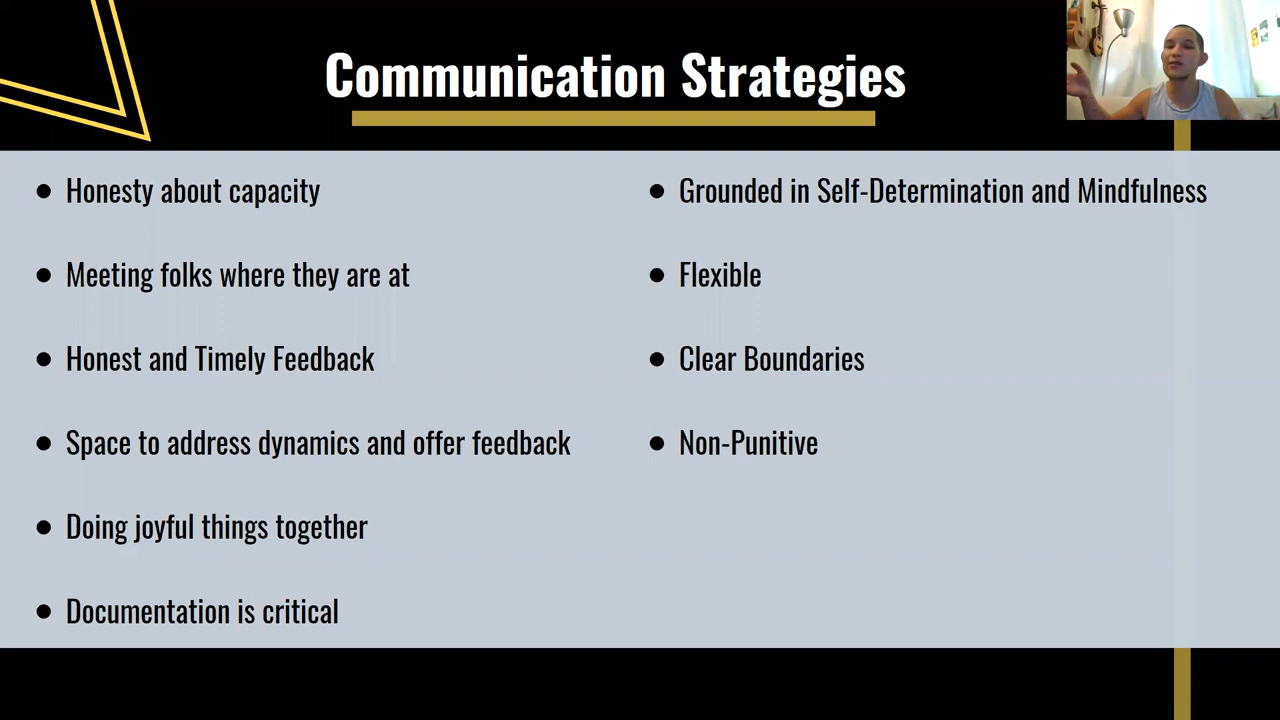 Communication Strategies
● Honesty about capacity
● Meeting folks where they are at
● Honest and Timely Feedback
● Space to address dynamics and offer feedback
● Doing joyful things together
● Documentation is critical
● Grounded in Self-Determination and Mindfulness
● Flexible
● Clear Boundaries
● Non-Punitive